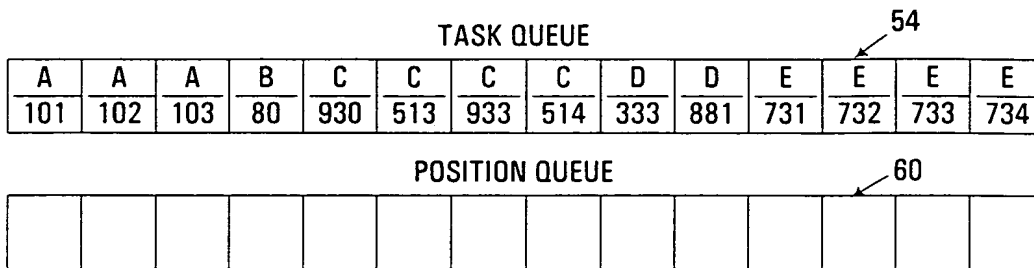 54
TASK QUEUE
A A A B C C C C D D E E E E
101 102 103 80 930 513 933 514 333 881 731 732 733 734
POSITION QUEUE 60